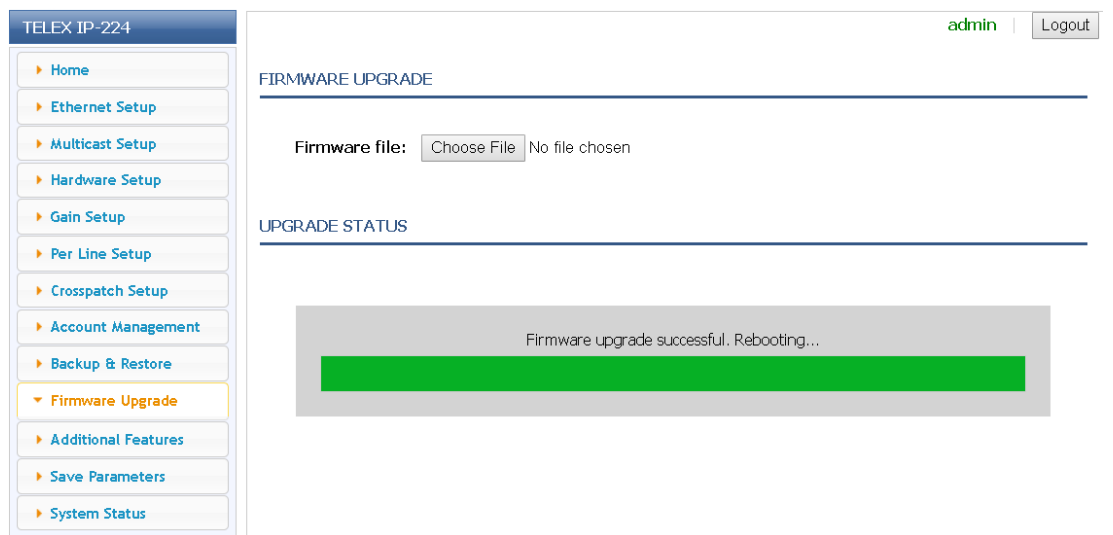 TELEX IP-224
admin
Logout
Home
Ethernet Setup
Multicast Setup
Hardware Setup
Gain Setup
Per Line Setup
Crosspatch Setup
Account Management
Backup & Restore
Firmware Upgrade
Additional Features
Save Parameters
System Status
FIRMWARE UPGRADE
Firmware file: Choose File No file chosen
UPGRADE STATUS
Firmware upgrade successful. Rebooting...